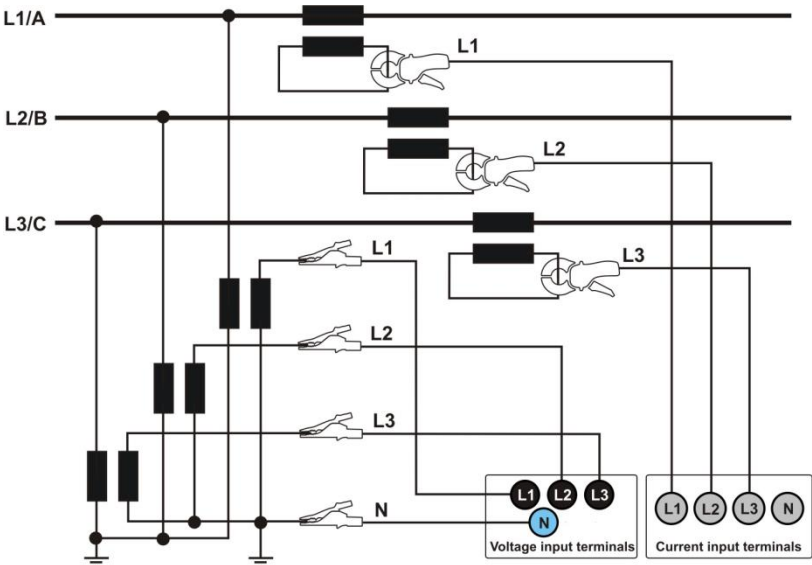 L1/A
L1
L2/B
L2
L3/C
L1
L3
L2
L3
N
L1 L2 L3
N
Voltage input terminals
L1 L2 L3 N
Current input terminals